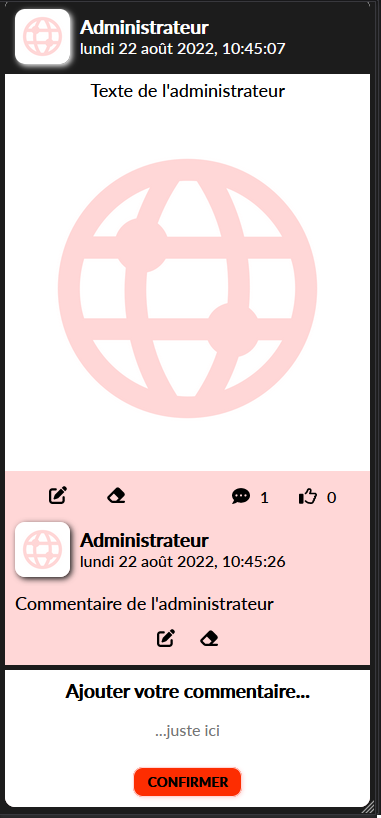 Administrateur
lundi 22 août 2022, 10:45:07
Texte de l'administrateur
1 0
Administrateur
lundi 22 août 2022, 10:45:26
Commentaire de l'administrateur
Ajouter votre commentaire...
...juste ici
CONFIRMER